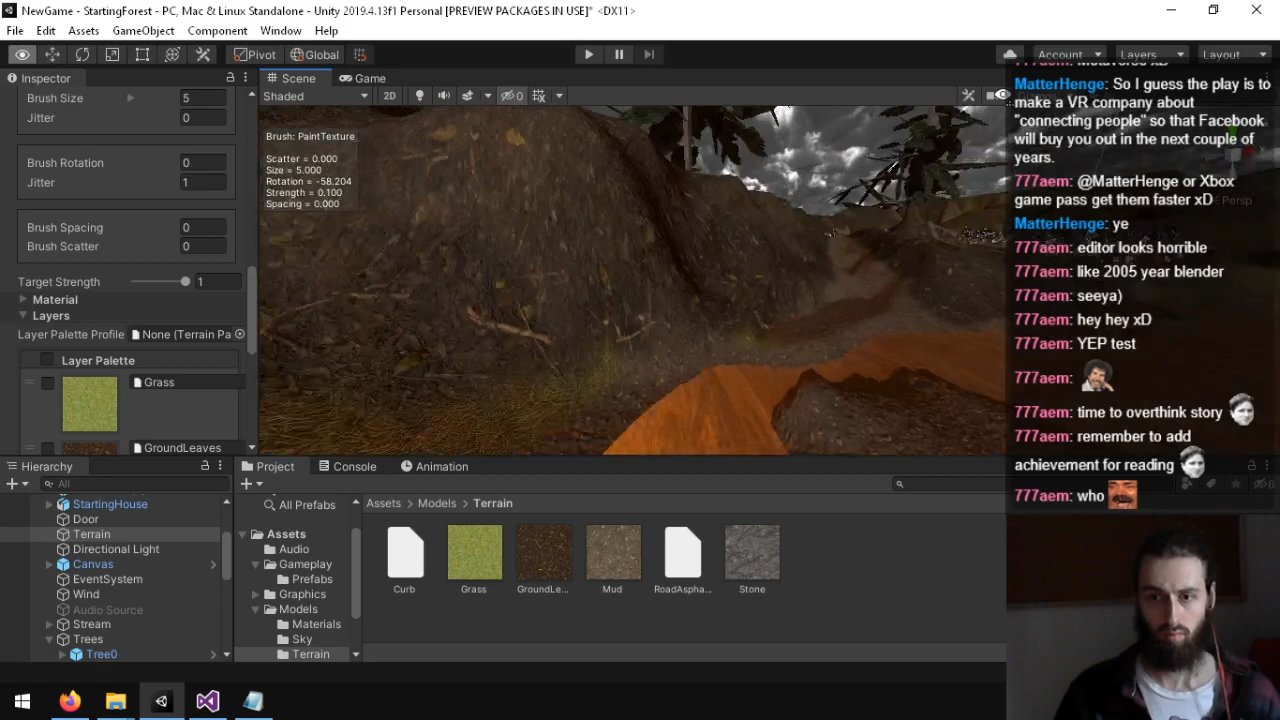 NewGame - StartingForest - PC, Mac & Linux Standalone - Unity 2019.4.13f1 Personal [PREVIEW PACKAGES IN USE]* <DX11>
File Edit Assets GameObject Component Window Help
Pivot Global Account Layers Layout
Inspector
Brush Size 5
Jitter 0
Brush Rotation 0
Jitter 1
Brush Spacing 0
Brush Scatter 0
Target Strength 1
Material
Layers
Layer Palette Profile None (Terrain Pa
Layer Palette
Grass
GroundLeaves
Scene Game
Shaded 2D 0
Brush: PaintTexture
Scatter = 0.000
Size = 5.000
Rotation = -58.204
Strength = 0.100
Spacing = 0.000
Persp
MatterHenge: So I guess the play is to
make a VR company about
"connecting people" so that Facebook
will buy you out in the next couple of
years.
777aem: @MatterHenge or Xbox
game pass get them faster xD
MatterHenge: ye
777aem: editor looks horrible
777aem: like 2005 year blender
777aem: seeya)
777aem: hey hey xD
777aem: YEP test
777aem:
777aem: time to overthink story
777aem: remember to add
achievement for reading
777aem: who
Hierarchy
All
StartingHouse
Door
Terrain
Directional Light
Canvas
EventSystem
Wind
Audio Source
Stream
Trees
Tree0
Project Console Animation
All Prefabs
Assets
Audio
Gameplay
Prefabs
Graphics
Models
Materials
Sky
Terrain
Assets Models Terrain
Curb Grass GroundLe... Mud RoadAspha... Stone
6